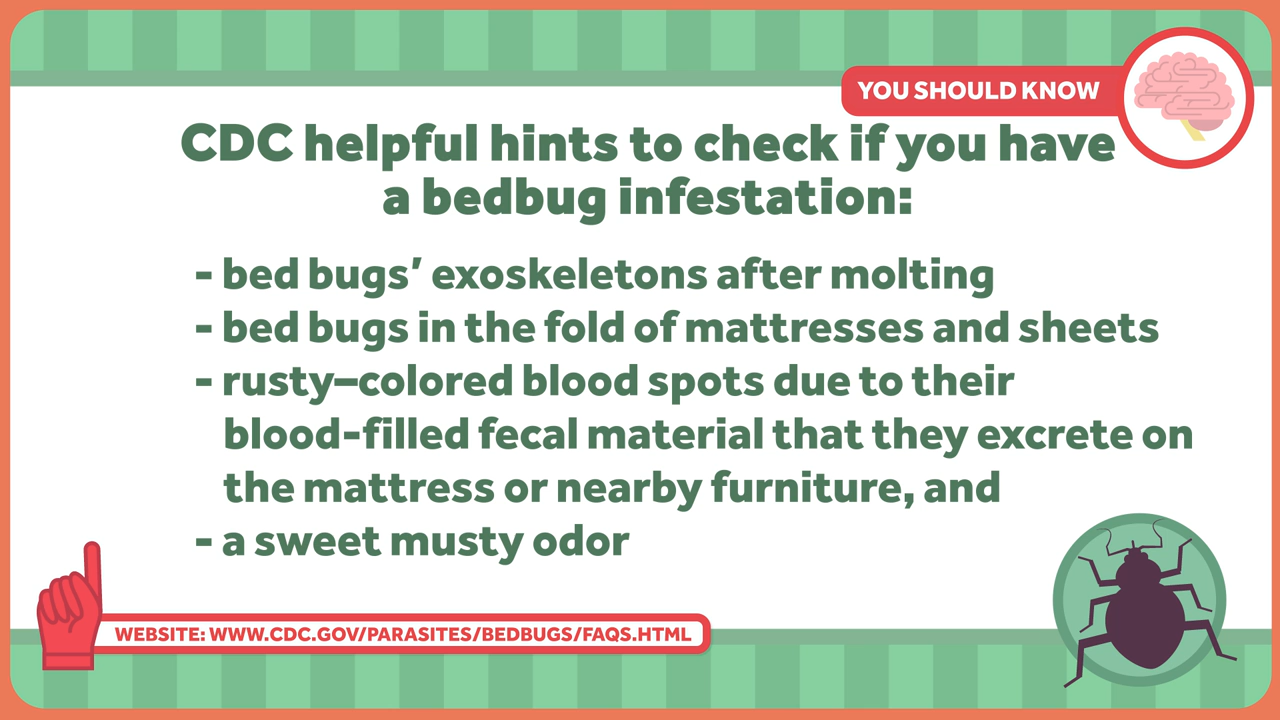 YOU SHOULD KNOW
CDC helpful hints to check if you have
a bedbug infestation:
- bed bugs' exoskeletons after molting
- bed bugs in the fold of mattresses and sheets
- rusty–colored blood spots due to their
blood-filled fecal material that they excrete on
the mattress or nearby furniture, and
- a sweet musty odor
WEBSITE: WWW.CDC.GOV/PARASITES/BEDBUGS/FAQS.HTML